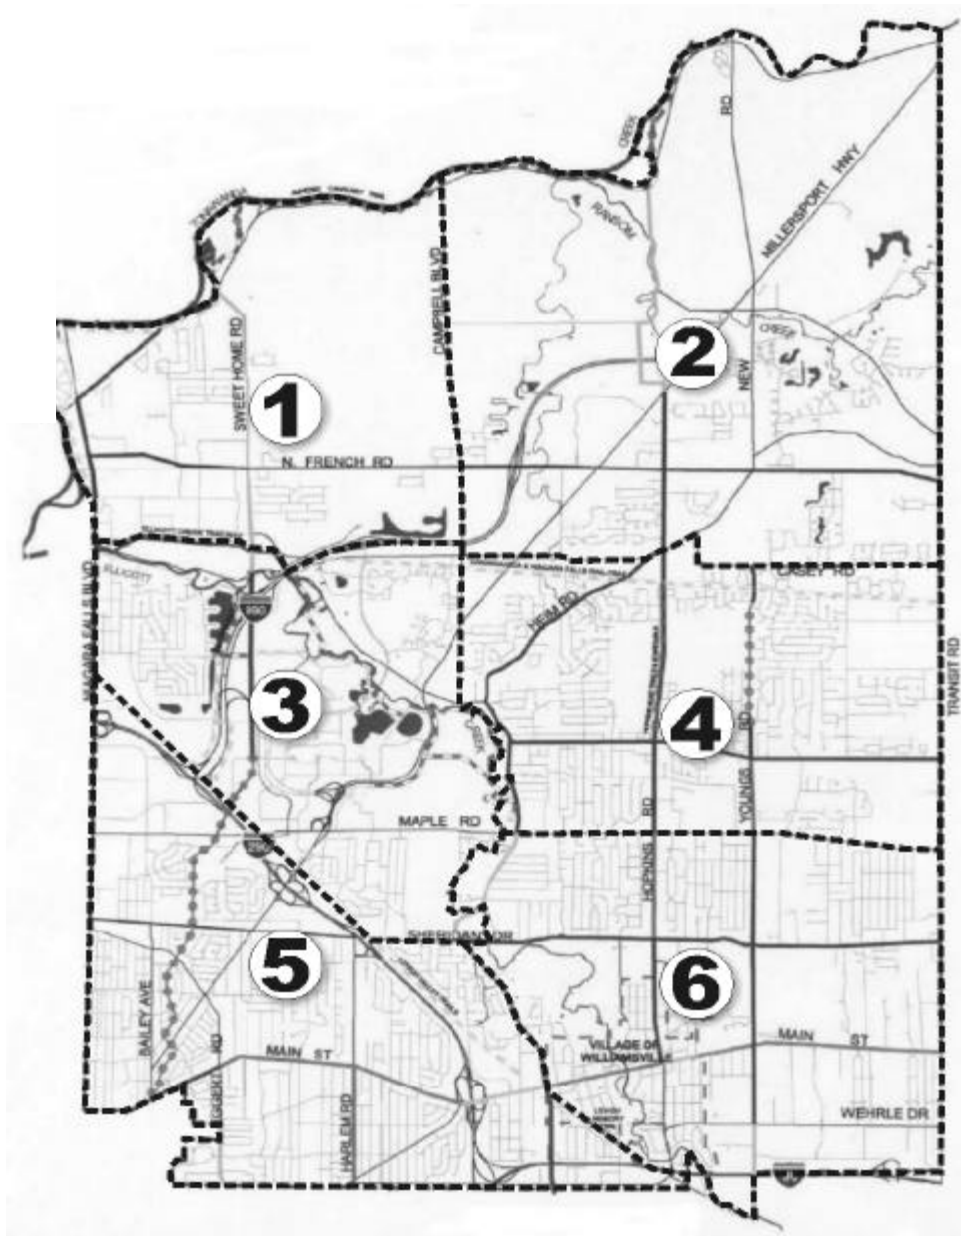 RD
CREEK
MILLERSPORT HWY
RANSOM
CAMPBELL BLVD
CREEK
SWEET HOME RD
2
NEW
1
N. FRENCH RD
ELLICOTT
CASEY RD
HEIM RD
NIAGARA FALLS BLVD
TRANSIT RD
3
4
RD
YOUNGS
MAPLE RD
RD
HOPKINS
SHERIDAN DR
5
6
BAILEY AVE
MAIN ST
MAIN ST
VILLAGE OF
WILLIAMSVILLE
RD
HARLEM RD
WEHRLE DR